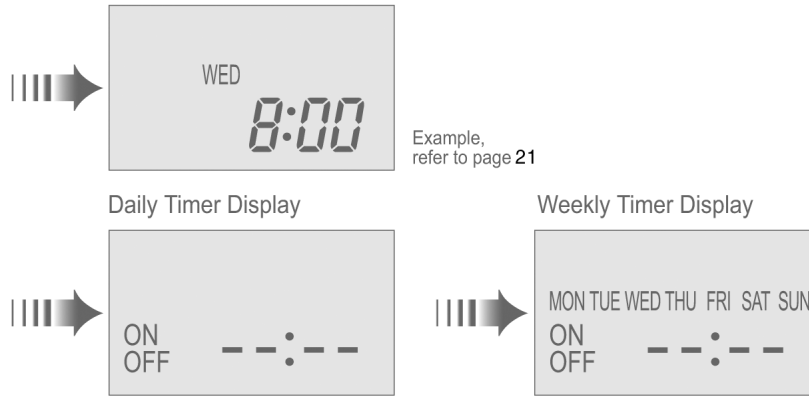 WED
8:00
Example,
refer to page 21
Daily Timer Display
Weekly Timer Display
ON
OFF
--:--
MON TUE WED THU FRI SAT SUN
ON
OFF
--:--